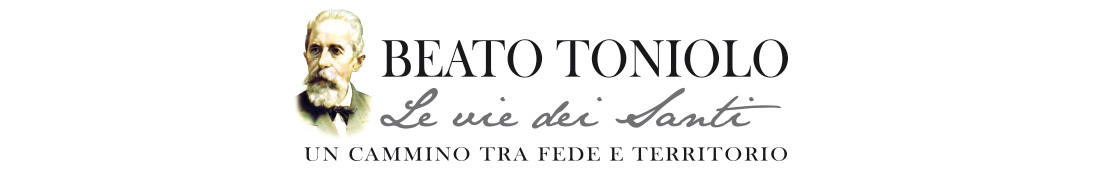 BEATO TONIOLO
Le vie dei Santi
UN CAMMINO TRA FEDE E TERRITORIO